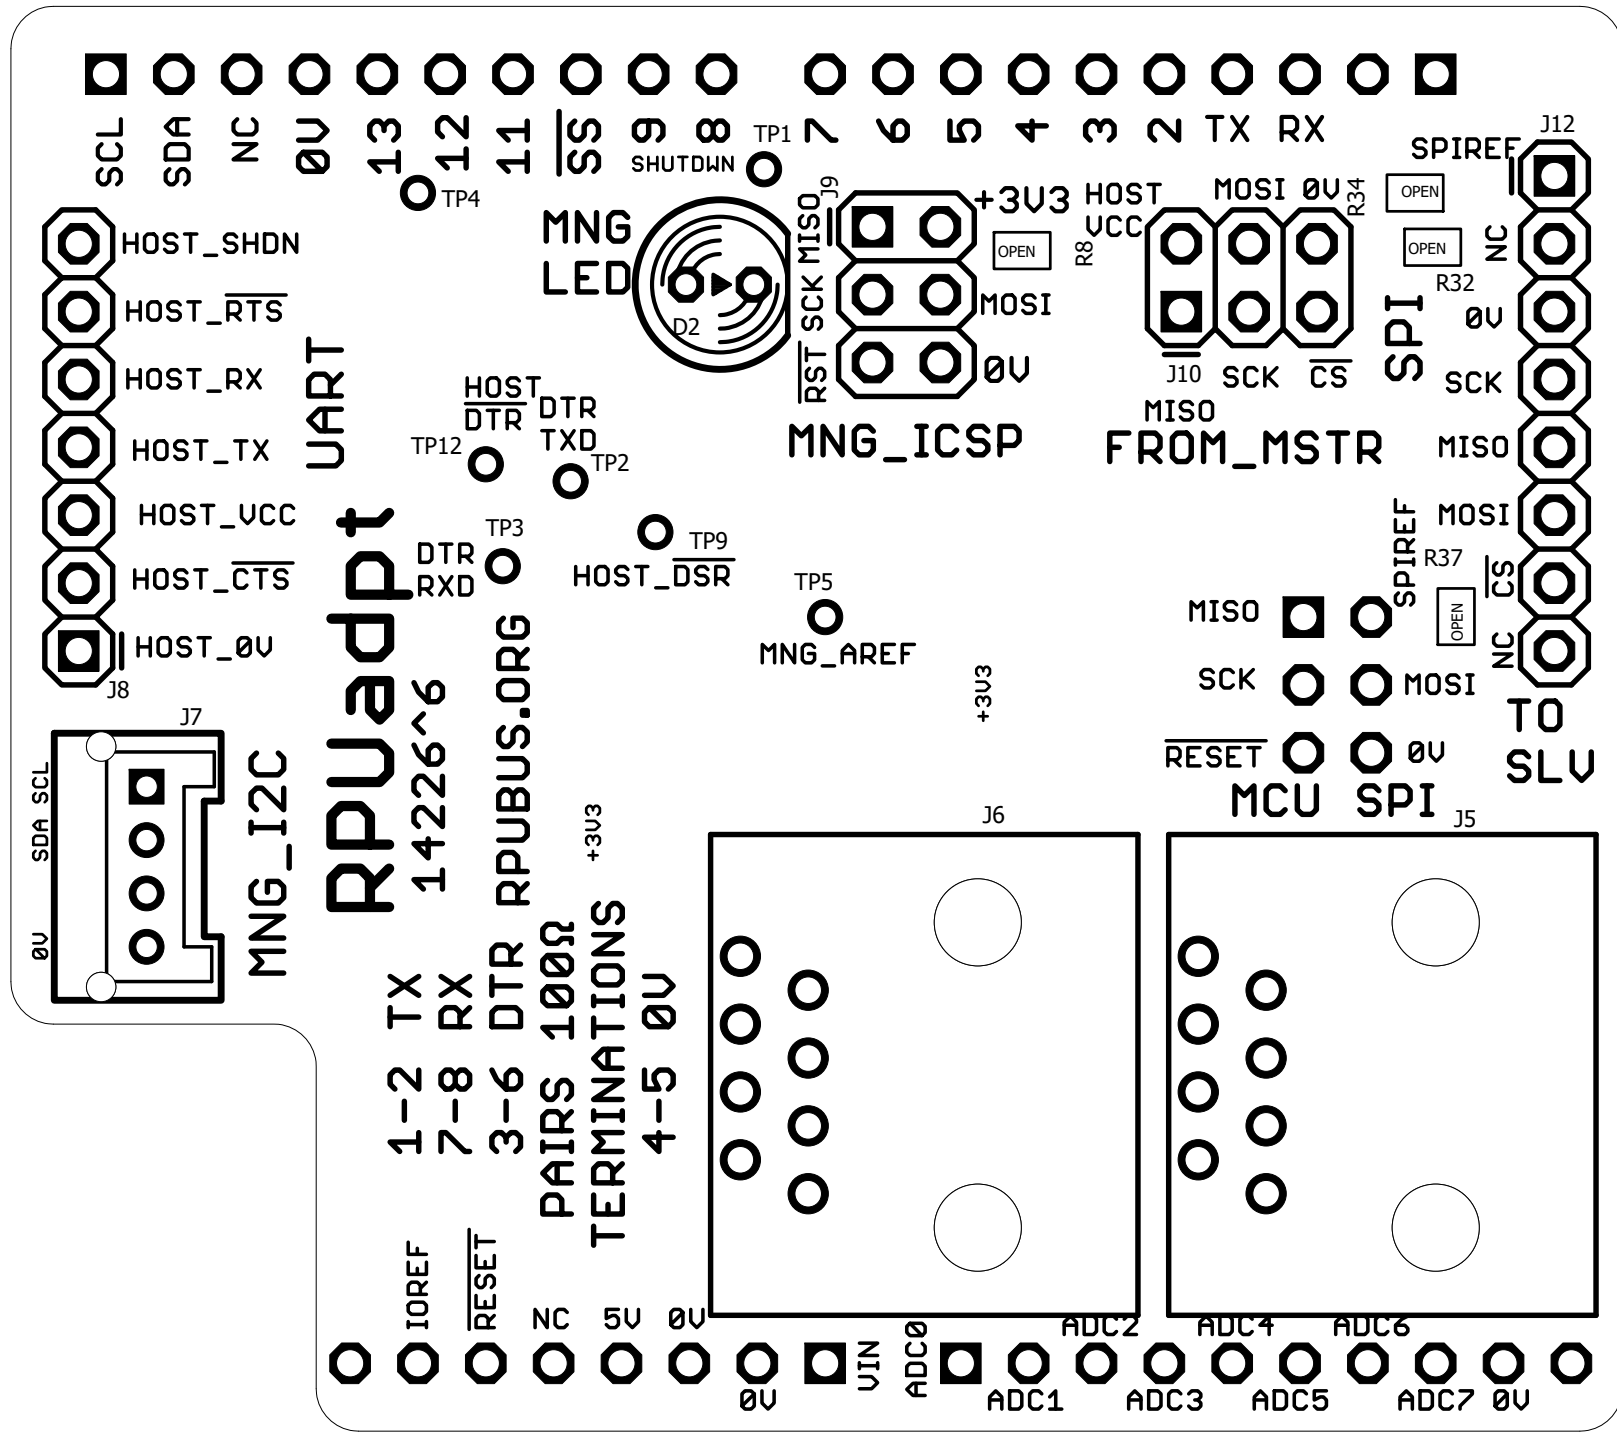 SCL
SDA
NC
0V
13
12
11
SS
9
8
SHUTDWN
7
6
5
4
3
2
TX
RX
TP1
TP4
J12
SPIREF
OPEN
R34
OPEN
R32
NC
0V
SCK
MISO
MOSI
CS
NC
TO
SLV
SPI
HOST
VCC
MOSI
0V
J10
SCK
CS
MISO
FROM_MSTR
J9
MISO
SCK
RST
+3V3
OPEN
R8
MOSI
0V
MNG_ICSP
MNG
LED
D2
HOST_SHDN
HOST_RTS
HOST_RX
HOST_TX
HOST_VCC
HOST_CTS
HOST_0V
J8
UART
HOST
DTR
TP12
DTR
TXD
TP2
TP3
DTR
RXD
TP9
HOST_DSR
TP5
MNG_AREF
+3V3
SPIREF
R37
OPEN
MISO
SCK
MOSI
RESET
0V
MCU SPI
J7
SCL
SDA
0V
MNG_I2C
RPUadpt
14226^6
RPUBUS.ORG
+3V3
1-2 TX
7-8 RX
3-6 DTR
PAIRS 100Ω
TERMINATIONS
4-5 0V
J6
J5
IOREF
RESET
NC
5V
0V
0V
VIN
ADC0
ADC1
ADC2
ADC3
ADC4
ADC5
ADC6
ADC7
0V